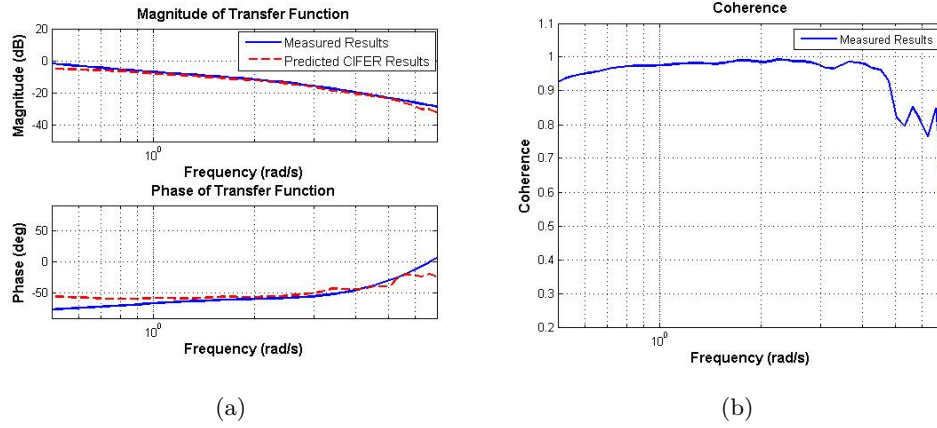 Magnitude of Transfer Function
Magnitude (dB)
20
0
-20
-40
Measured Results
Predicted CIFER Results
10^0
Frequency (rad/s)
Phase of Transfer Function
Phase (deg)
50
0
-50
10^0
Frequency (rad/s)
(a)
Coherence
Coherence
1.1
1
0.9
0.8
0.7
0.6
0.5
0.4
0.3
0.2
Measured Results
10^0
Frequency (rad/s)
(b)